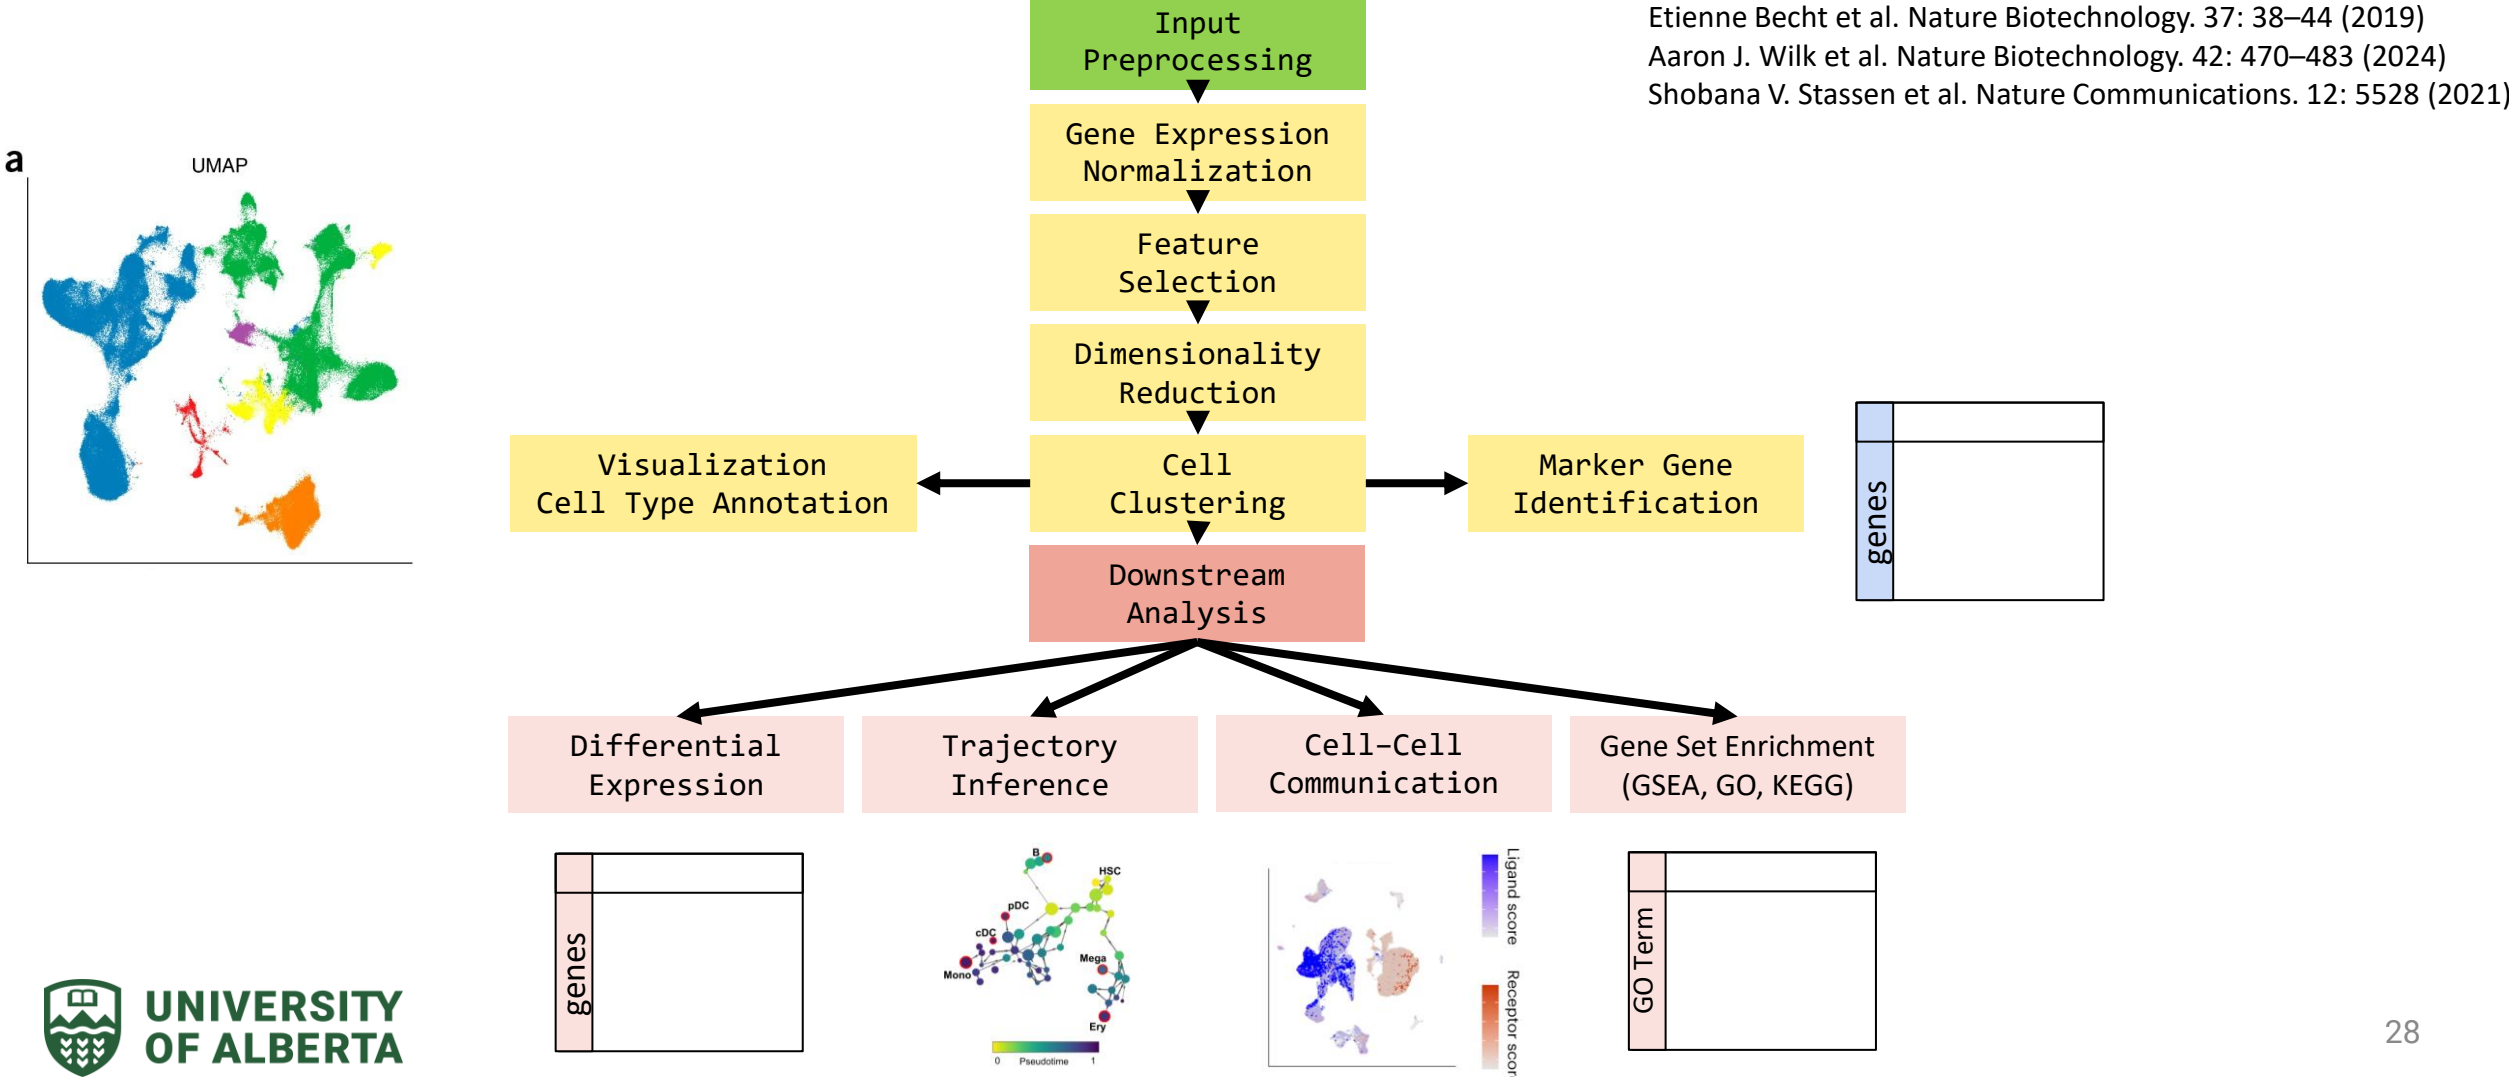 Input
Preprocessing
Etienne Becht et al. Nature Biotechnology. 37: 38–44 (2019)
Aaron J. Wilk et al. Nature Biotechnology. 42: 470–483 (2024)
Shobana V. Stassen et al. Nature Communications. 12: 5528 (2021)
Gene Expression
Normalization
a
UMAP
Feature
Selection
Dimensionality
Reduction
Visualization
Cell Type Annotation
Cell
Clustering
Marker Gene
Identification
genes
Downstream
Analysis
Differential
Expression
Trajectory
Inference
Cell–Cell
Communication
Gene Set Enrichment
(GSEA, GO, KEGG)
genes
B
HSC
pDC
cDC
Mono
Mega
Ery
0 Pseudotime 1
Ligand score
Receptor scor
GO Term
UNIVERSITY
OF ALBERTA
28